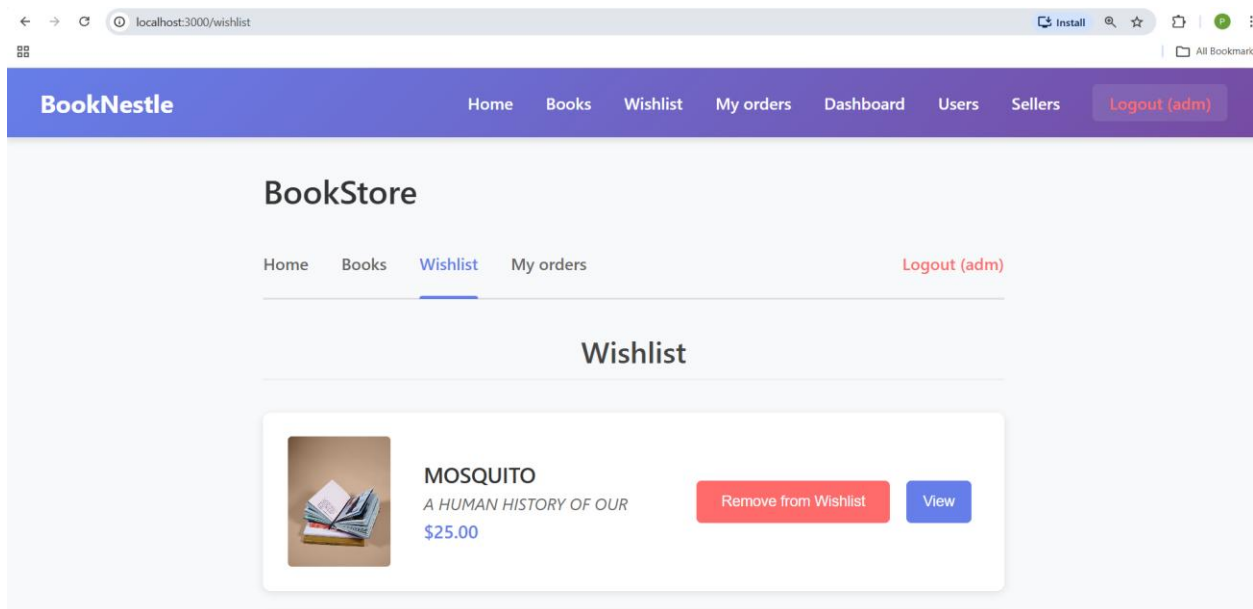 localhost:3000/wishlist
Install
P
All Bookmark
BookNestle Home Books Wishlist My orders Dashboard Users Sellers Logout (adm)
BookStore
Home Books Wishlist My orders Logout (adm)
Wishlist
MOSQUITO
A HUMAN HISTORY OF OUR
$25.00
Remove from Wishlist View